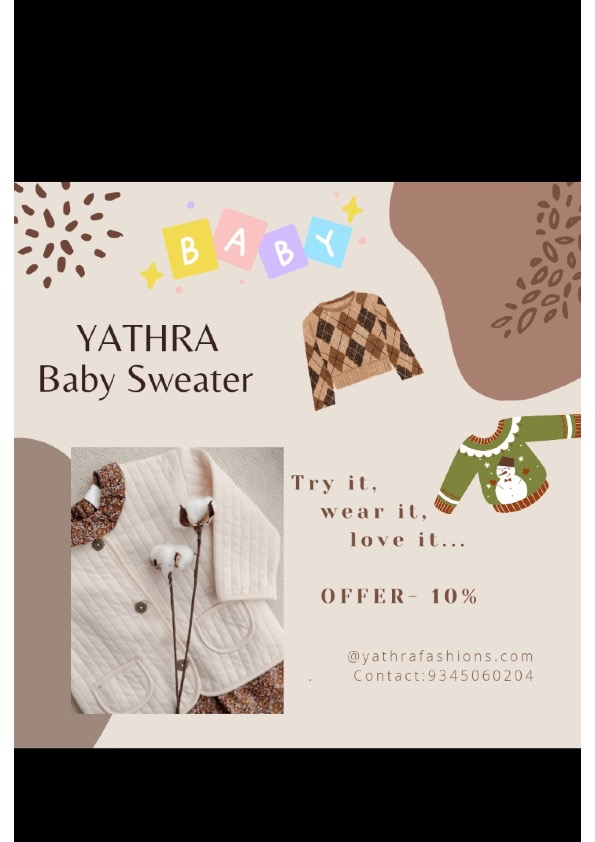 BABY
YATHRA
Baby Sweater
Try it,
wear it,
love it...
OFFER- 10%
@yathrafashions.com
. Contact:9345060204